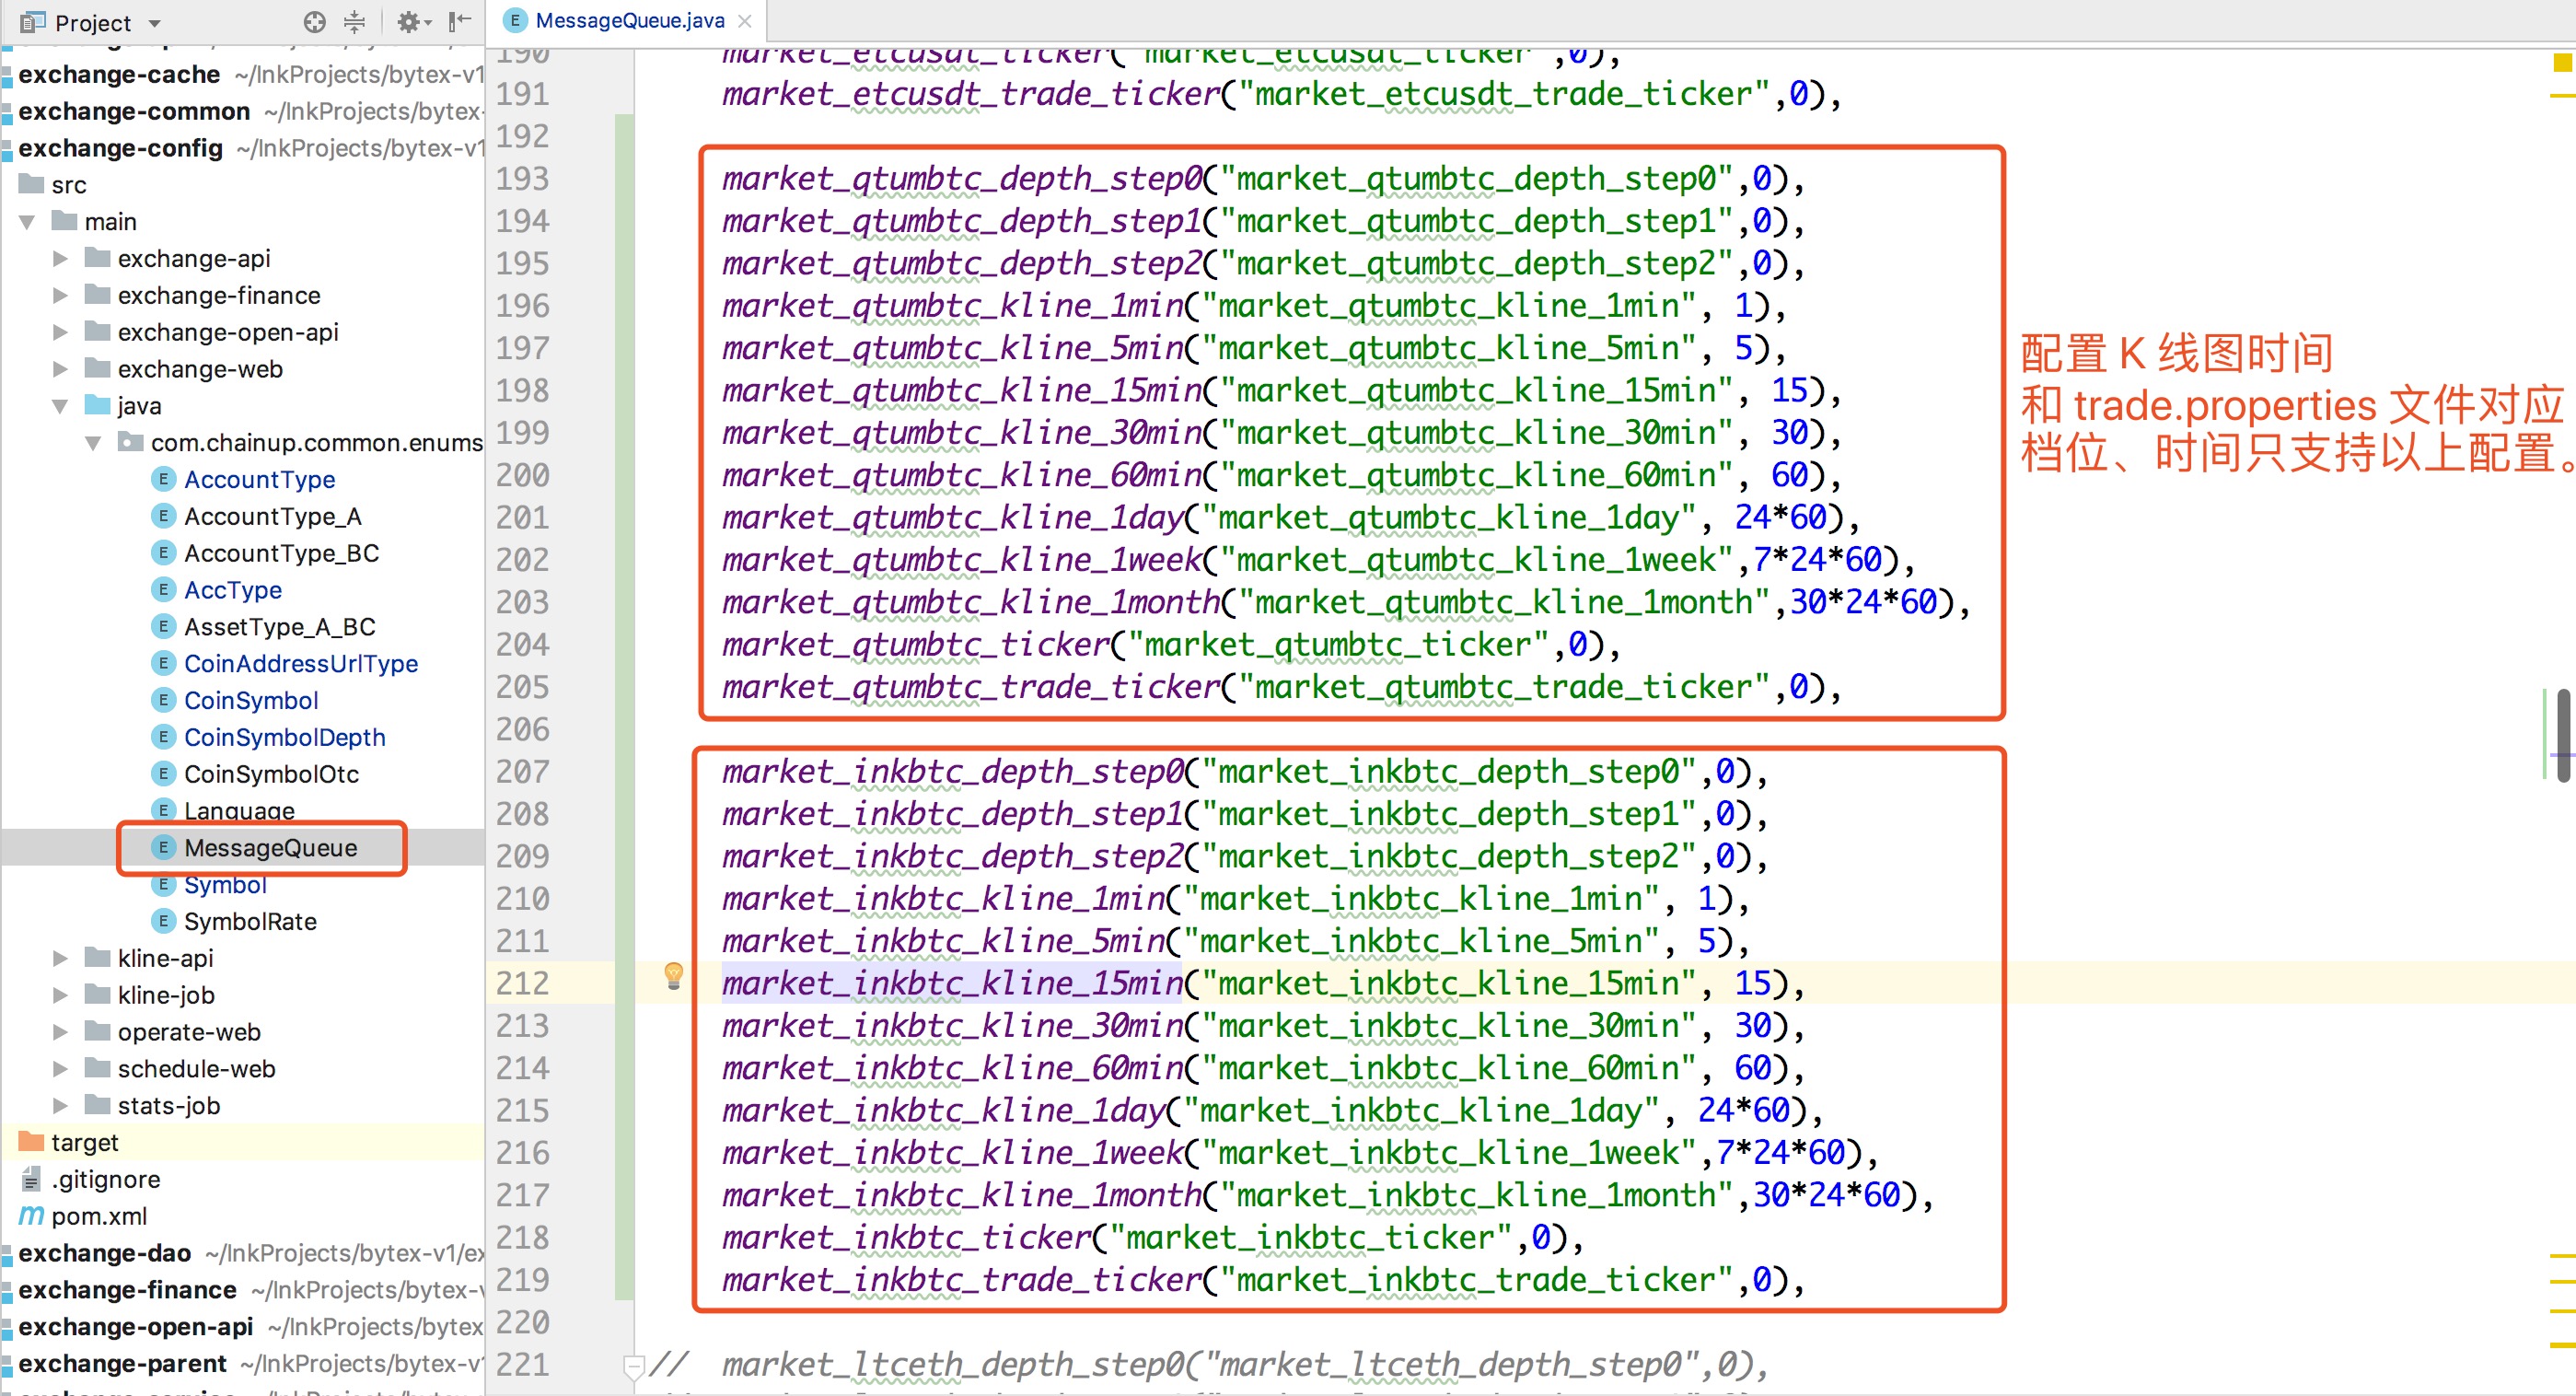 Project
MessageQueue.java
exchange-cache ~/InkProjects/bytex-v1
exchange-common ~/InkProjects/bytex-
exchange-config ~/InkProjects/bytex-v1
src
main
exchange-api
exchange-finance
exchange-open-api
exchange-web
java
com.chainup.common.enums
E AccountType
E AccountType_A
E AccountType_BC
E AccType
E AssetType_A_BC
E CoinAddressUrlType
E CoinSymbol
E CoinSymbolDepth
E CoinSymbolOtc
E Language
E MessageQueue
E Symbol
E SymbolRate
kline-api
kline-job
operate-web
schedule-web
stats-job
target
.gitignore
m pom.xml
exchange-dao ~/InkProjects/bytex-v1/ex
exchange-finance ~/InkProjects/bytex-v
exchange-open-api ~/InkProjects/bytex
exchange-parent ~/InkProjects/bytex-v1
190 market_etcusdt_ticker("market_etcusdt_ticker",0),
191 market_etcusdt_trade_ticker("market_etcusdt_trade_ticker",0),
192
193 market_qtumbtc_depth_step0("market_qtumbtc_depth_step0",0),
194 market_qtumbtc_depth_step1("market_qtumbtc_depth_step1",0),
195 market_qtumbtc_depth_step2("market_qtumbtc_depth_step2",0),
196 market_qtumbtc_kline_1min("market_qtumbtc_kline_1min", 1),
197 market_qtumbtc_kline_5min("market_qtumbtc_kline_5min", 5),
198 market_qtumbtc_kline_15min("market_qtumbtc_kline_15min", 15),
199 market_qtumbtc_kline_30min("market_qtumbtc_kline_30min", 30),
200 market_qtumbtc_kline_60min("market_qtumbtc_kline_60min", 60),
201 market_qtumbtc_kline_1day("market_qtumbtc_kline_1day", 24*60),
202 market_qtumbtc_kline_1week("market_qtumbtc_kline_1week",7*24*60),
203 market_qtumbtc_kline_1month("market_qtumbtc_kline_1month",30*24*60),
204 market_qtumbtc_ticker("market_qtumbtc_ticker",0),
205 market_qtumbtc_trade_ticker("market_qtumbtc_trade_ticker",0),
206
207 market_inkbtc_depth_step0("market_inkbtc_depth_step0",0),
208 market_inkbtc_depth_step1("market_inkbtc_depth_step1",0),
209 market_inkbtc_depth_step2("market_inkbtc_depth_step2",0),
210 market_inkbtc_kline_1min("market_inkbtc_kline_1min", 1),
211 market_inkbtc_kline_5min("market_inkbtc_kline_5min", 5),
212 market_inkbtc_kline_15min("market_inkbtc_kline_15min", 15),
213 market_inkbtc_kline_30min("market_inkbtc_kline_30min", 30),
214 market_inkbtc_kline_60min("market_inkbtc_kline_60min", 60),
215 market_inkbtc_kline_1day("market_inkbtc_kline_1day", 24*60),
216 market_inkbtc_kline_1week("market_inkbtc_kline_1week",7*24*60),
217 market_inkbtc_kline_1month("market_inkbtc_kline_1month",30*24*60),
218 market_inkbtc_ticker("market_inkbtc_ticker",0),
219 market_inkbtc_trade_ticker("market_inkbtc_trade_ticker",0),
220
221 // market_ltceth_depth_step0("market_ltceth_depth_step0",0),
配置 K 线图时间
和 trade.properties 文件对应
档位、时间只支持以上配置。